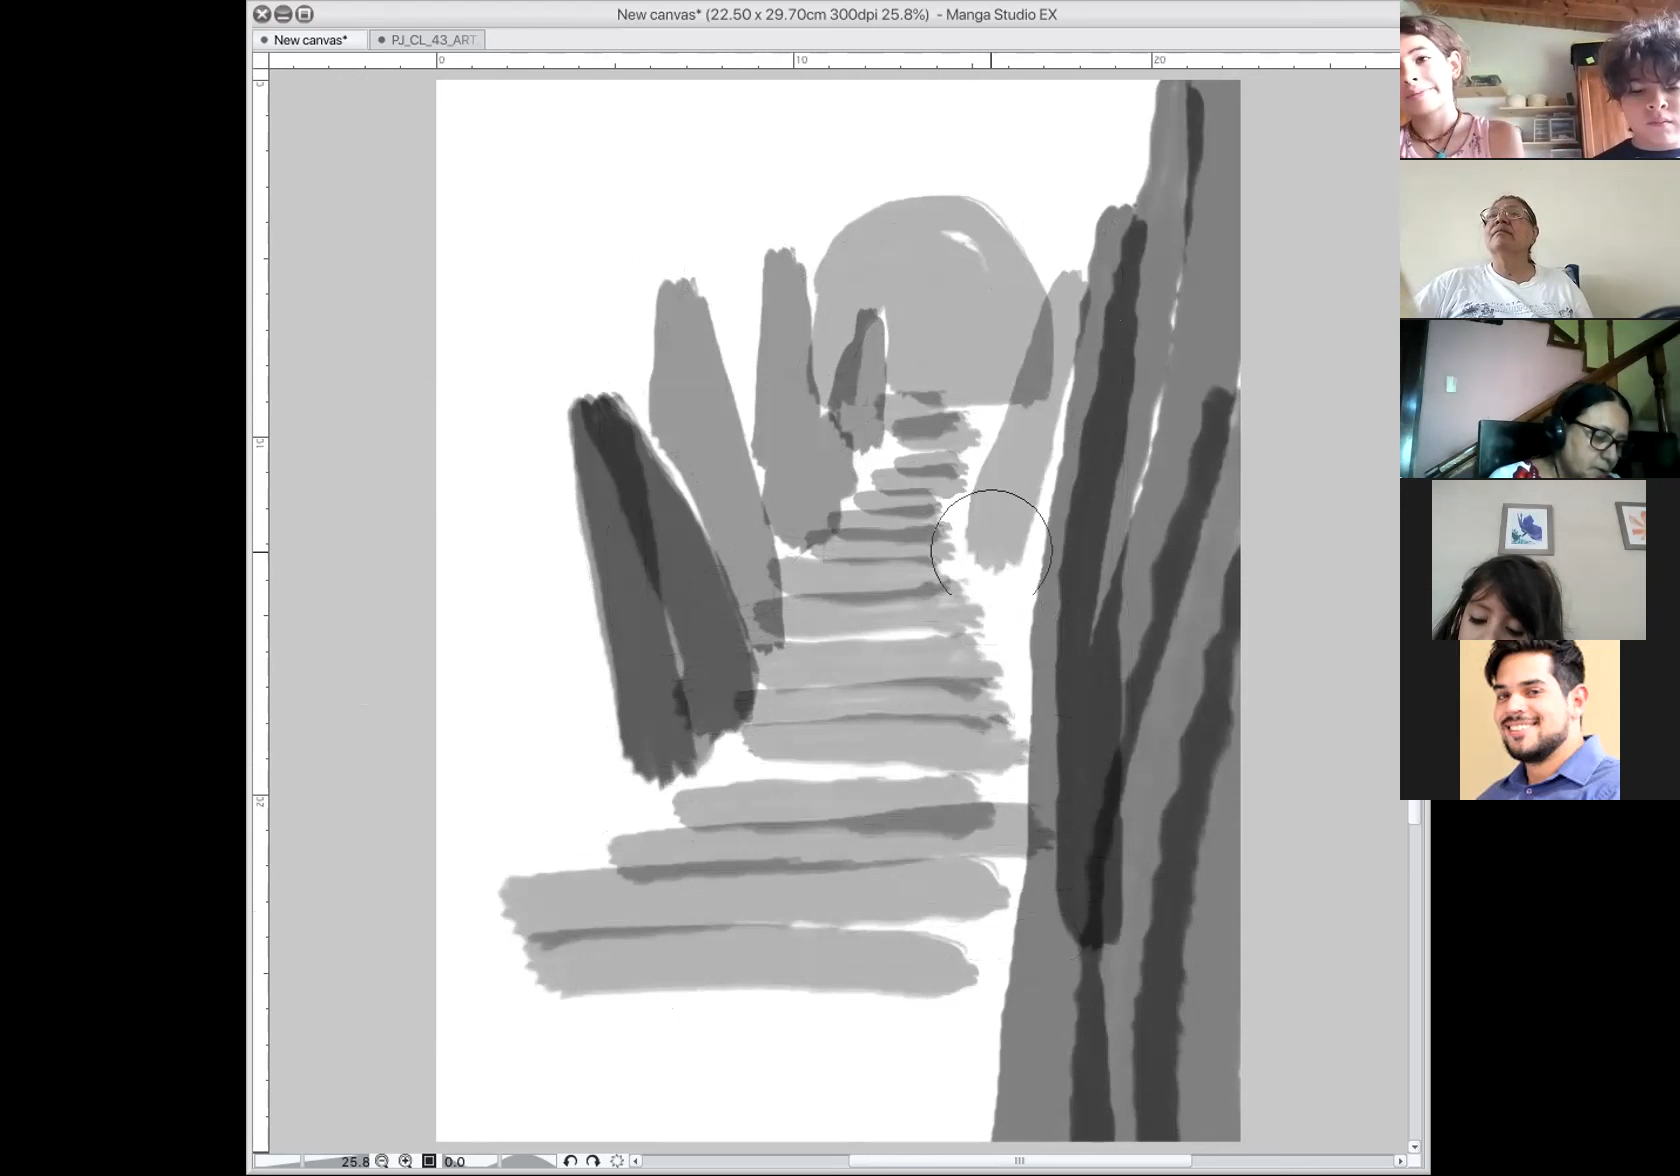 New canvas* (22.50 x 29.70cm 300dpi 25.8%) - Manga Studio EX
New canvas* PJ_CL_43_ART
0 10 20
0
10
20
25.8 0.0